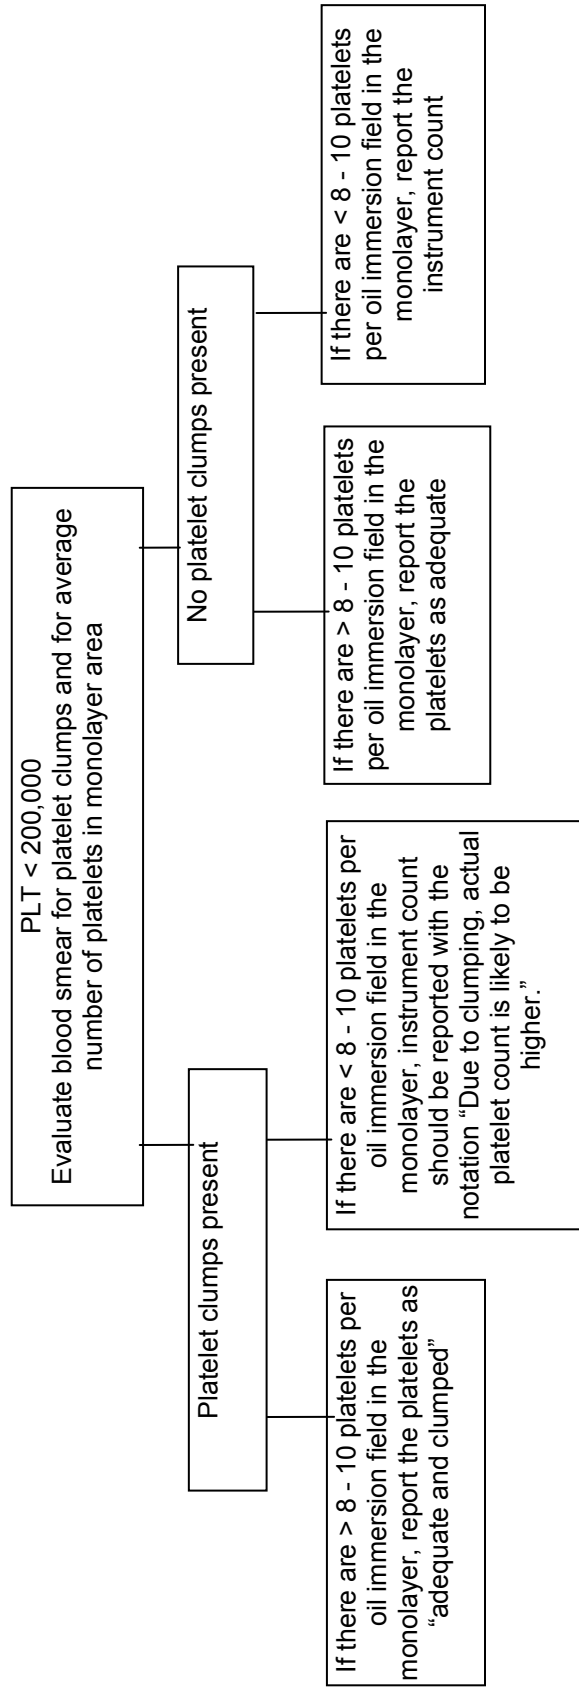 PLT < 200,000
Evaluate blood smear for platelet clumps and for average
number of platelets in monolayer area
Platelet clumps present
No platelet clumps present
If there are > 8 - 10 platelets per
oil immersion field in the
monolayer, report the platelets as
“adequate and clumped”
If there are < 8 - 10 platelets per
oil immersion field in the
monolayer, instrument count
should be reported with the
notation “Due to clumping, actual
platelet count is likely to be
higher.”
If there are > 8 - 10 platelets
per oil immersion field in the
monolayer, report the
platelets as adequate
If there are < 8 - 10 platelets
per oil immersion field in the
monolayer, report the
instrument count